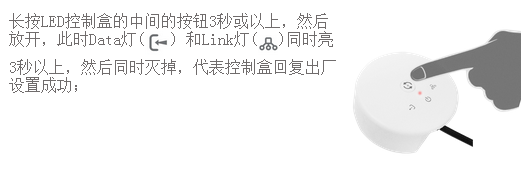 长按LED控制盒的中间的按钮3秒或以上，然后
放开，此时Data灯( ) 和Link灯( )同时亮
3秒以上，然后同时灭掉，代表控制盒回复出厂
设置成功；